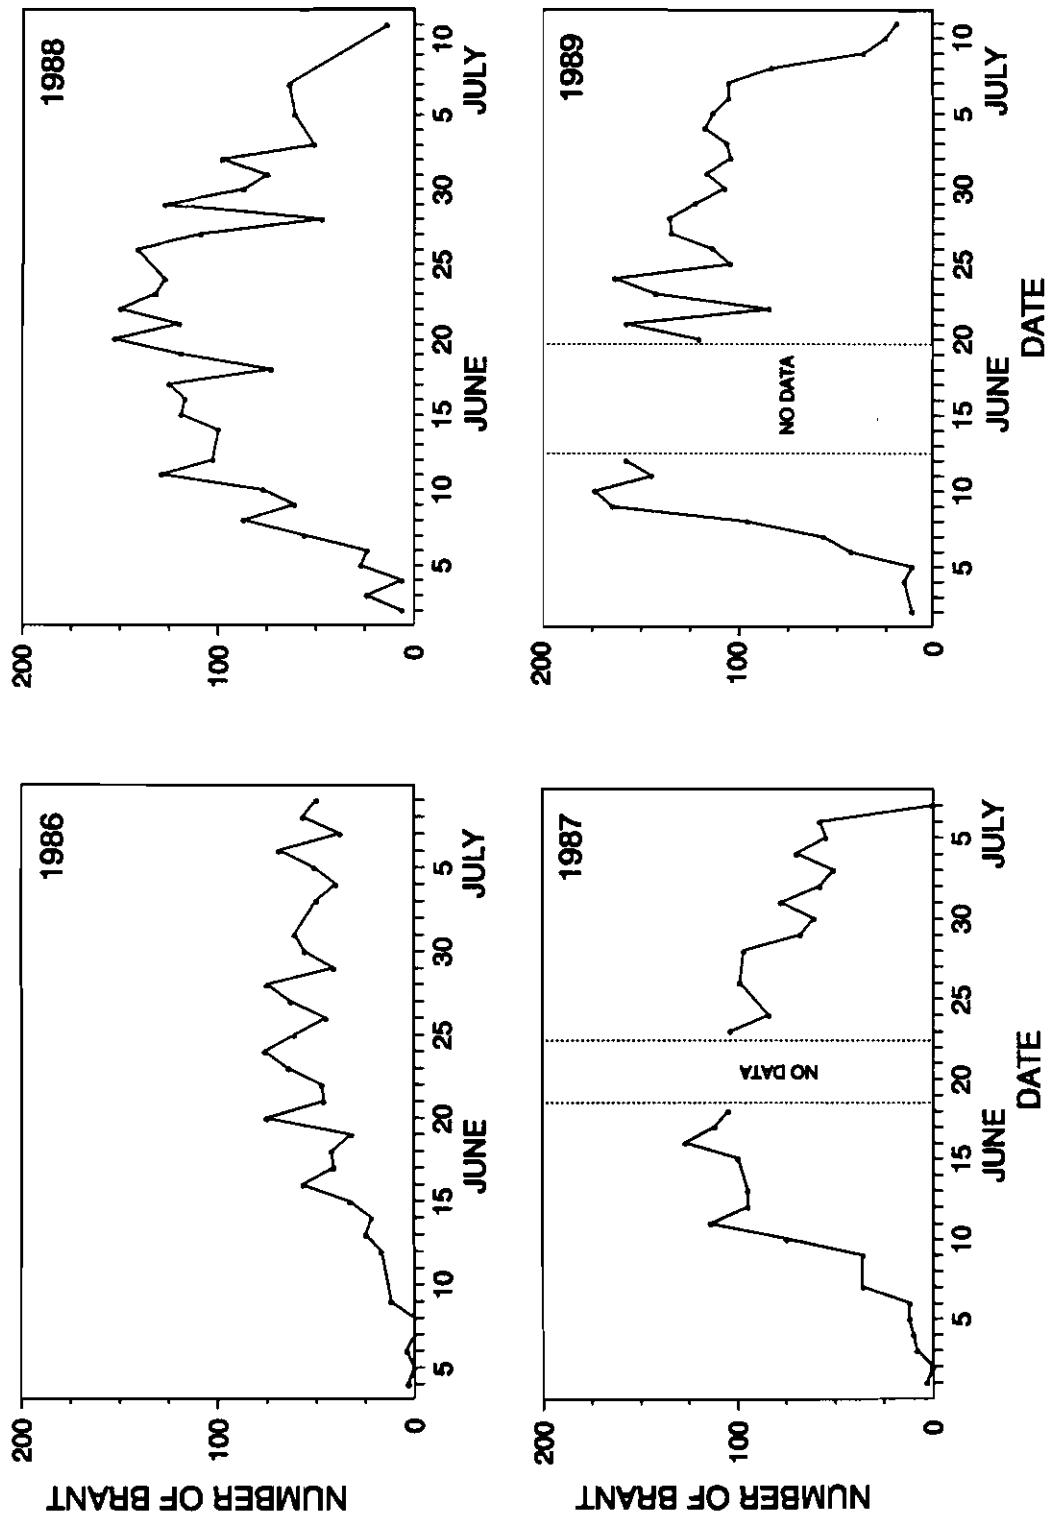 NUMBER OF BRANT
200
100
0
1986
5 10 15 20 25 30 5
JUNE JULY
200
100
0
1988
5 10 15 20 25 30 5 10
JUNE JULY
NUMBER OF BRANT
200
100
0
1987
NO DATA
5 10 15 20 25 30 5
JUNE JULY
DATE
200
100
0
1989
NO DATA
5 10 15 20 25 30 5 10
JUNE JULY
DATE